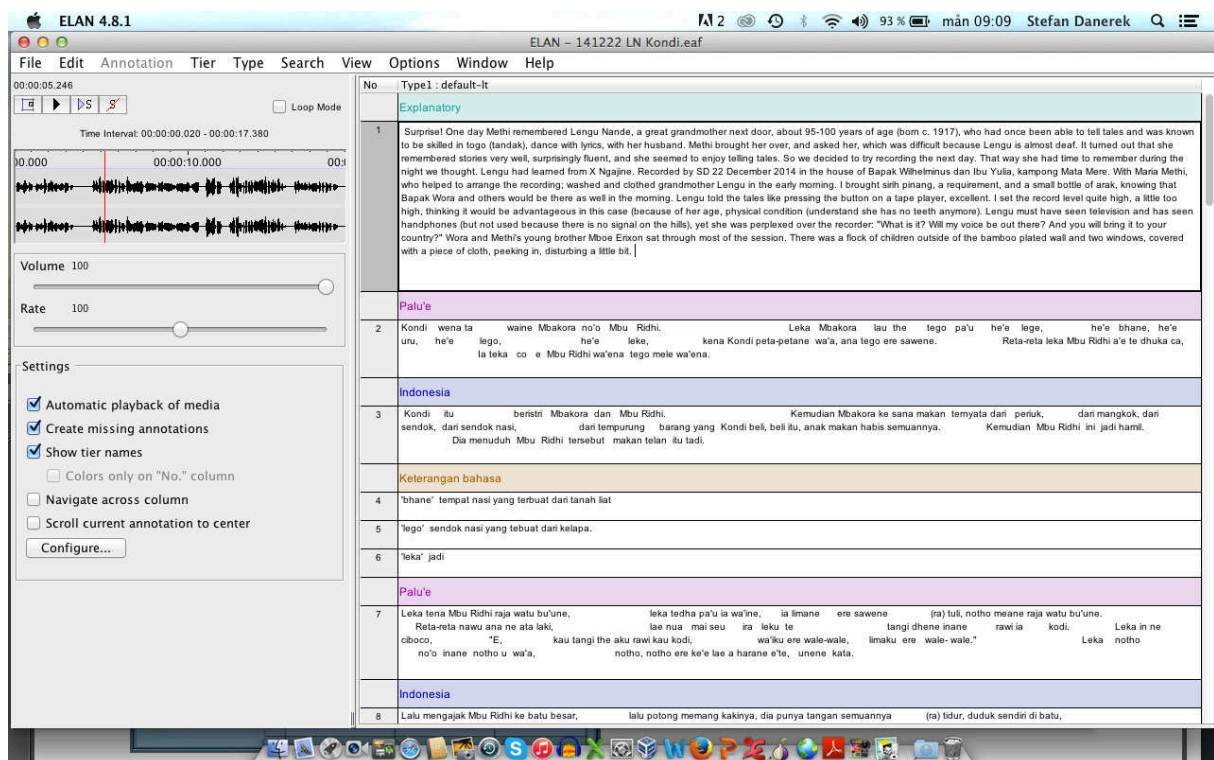 ELAN 4.8.1
2
93 %
mån 09:09 Stefan Danerek
ELAN – 141222 LN Kondi.eaf
File Edit Annotation Tier Type Search View Options Window Help
00:00:05.246
Loop Mode
Time Interval: 00:00:00.020 - 00:00:17.380
00:00:10.000
Volume 100
Rate 100
Settings
Automatic playback of media
Create missing annotations
Show tier names
Colors only on "No." column
Navigate across column
Scroll current annotation to center
Configure...
No Type1 : default-lt
Explanatory
1 Surprise! One day Methi remembered Lengu Nande, a great grandmother next door, about 95-100 years of age (born c. 1917), who had once been able to tell tales and was known
to be skilled in togo (tandak), dance with lyrics, with her husband. Methi brought her over, and asked her, which was difficult because Lengu is almost deaf. It turned out that she
remembered stories very well, surprisingly fluent, and she seemed to enjoy telling tales. So we decided to try recording the next day. That way she had time to remember during the
night we thought. Lengu had learned from X Ngajine. Recorded by SD 22 December 2014 in the house of Bapak Wilhelminus dan Ibu Yulia, kampong Mata Mere. With Maria Methi,
who helped to arrange the recording; washed and clothed grandmother Lengu in the early morning. I brought sirih pinang, a requirement, and a small bottle of arak, knowing that
Bapak Wora and others would be there as well in the morning. Lengu told the tales like pressing the button on a tape player, excellent. I set the record level quite high, a little too
high, thinking it would be advantageous in this case (because of her age, physical condition (understand she has no teeth anymore). Lengu must have seen television and has seen
handphones (but not used because there is no signal on the hills), yet she was perplexed over the recorder: "What is it? Will my voice be out there? And you will bring it to your
country?" Wora and Methi's young brother Mboe Erixon sat through most of the session. There was a flock of children outside of the bamboo plated wall and two windows, covered
with a piece of cloth, peeking in, disturbing a little bit.
Palu'e
2 Kondi wena ta waine Mbakora no'o Mbu Ridhi. Leka Mbakora lau the tego pa'u he'e lege, he'e bhane, he'e
uru, he'e lego, he'e leke, kena Kondi peta-petane wa'a, ana tego ere sawene. Reta-reta leka Mbu Ridhi a'e te dhuka ca,
la teka co e Mbu Ridhi wa'ena tego mele wa'ena.
Indonesia
3 Kondi itu beristri Mbakora dan Mbu Ridhi. Kemudian Mbakora ke sana makan ternyata dari periuk, dari mangkok, dari
sendok, dari sendok nasi, dari tempurung barang yang Kondi beli, beli itu, anak makan habis semuannya. Kemudian Mbu Ridhi ini jadi hamil.
Dia menuduh Mbu Ridhi tersebut makan telan itu tadi.
Keterangan bahasa
4 'bhane' tempat nasi yang terbuat dari tanah liat
5 'lego' sendok nasi yang tebuat dari kelapa.
6 'leka' jadi
Palu'e
7 Leka tena Mbu Ridhi raja watu bu'une, leka tedha pa'u ia wa'ine, ia limane ere sawene (ra) tuli, notho meane raja watu bu'une.
Reta-reta nawu ana ne ata laki, lae nua mai seu ira leku te tangi dhene inane rawi ia kodi. Leka in ne
ciboco, "E, kau tangi the aku rawi kau kodi, wa'iku ere wale-wale, limaku ere wale- wale." Leka notho
no'o inane notho u wa'a, notho, notho ere ke'e lae a harane e'te, unene kata.
Indonesia
8 Lalu mengajak Mbu Ridhi ke batu besar, lalu potong memang kakinya, dia punya tangan semuannya (ra) tidur, duduk sendiri di batu,